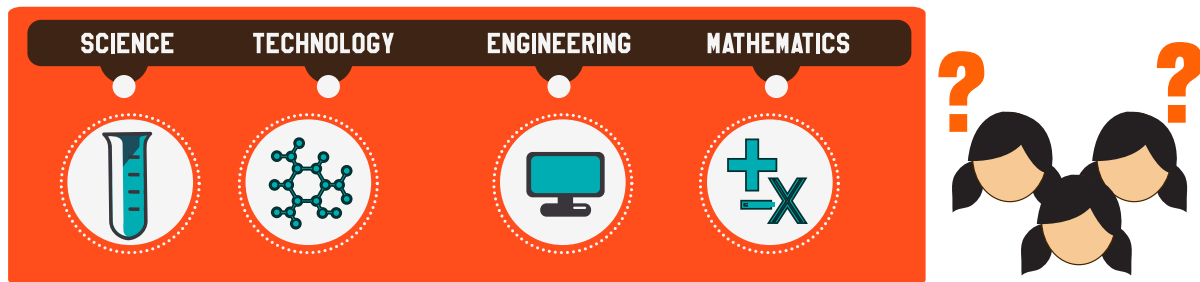 SCIENCE TECHNOLOGY ENGINEERING MATHEMATICS
? ?